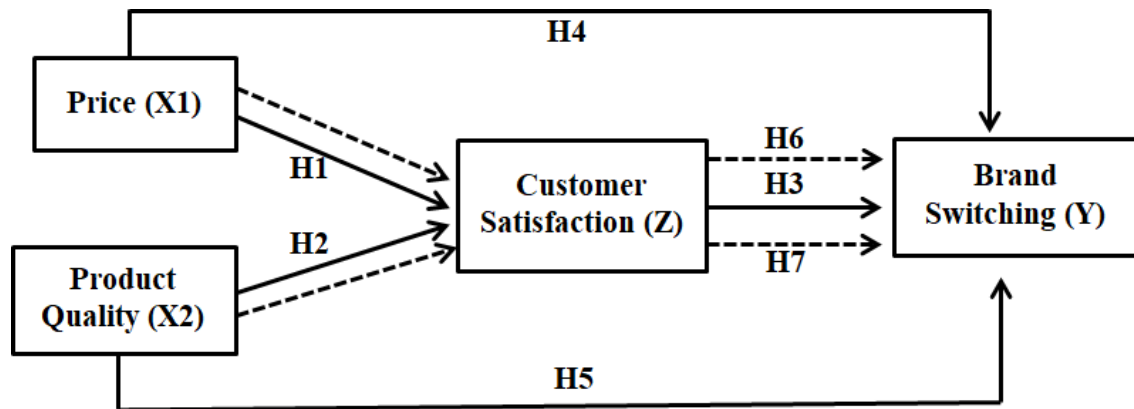 H4
Price (X1)
H1
H6
H3
Customer
Satisfaction (Z)
Brand
Switching (Y)
H2
H7
Product
Quality (X2)
H5